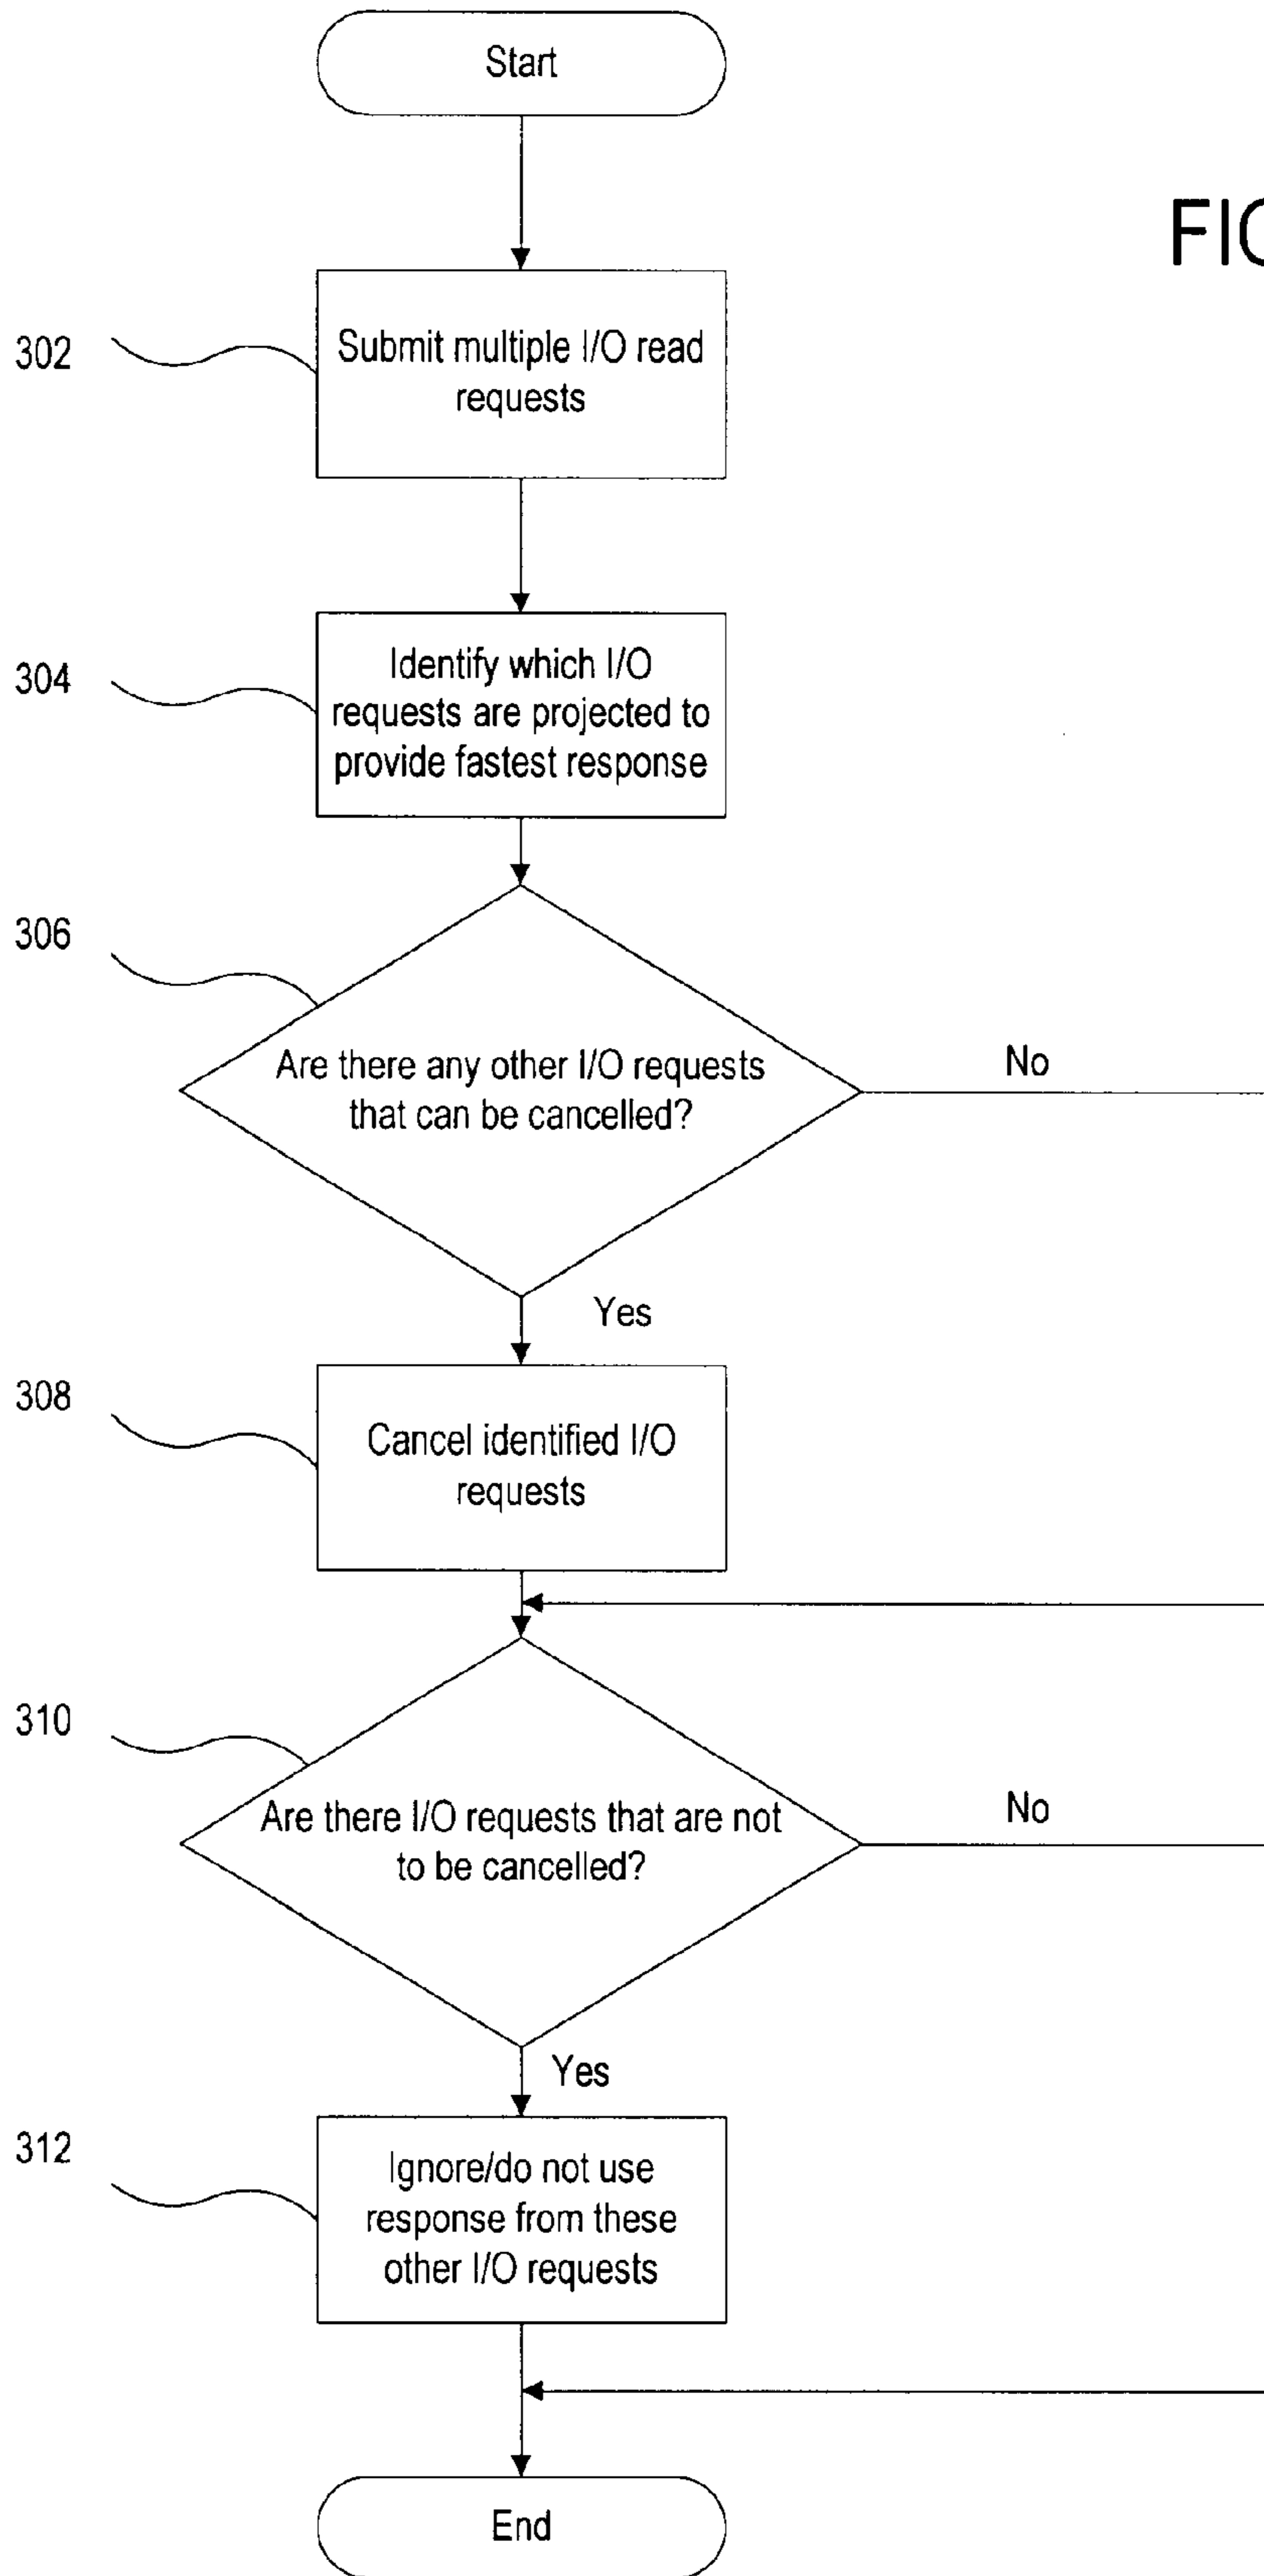 Start
FIG
302
Submit multiple I/O read
requests
304
Identify which I/O
requests are projected to
provide fastest response
306
Are there any other I/O requests
that can be cancelled?
No
Yes
308
Cancel identified I/O
requests
310
Are there I/O requests that are not
to be cancelled?
No
Yes
312
Ignore/do not use
response from these
other I/O requests
End